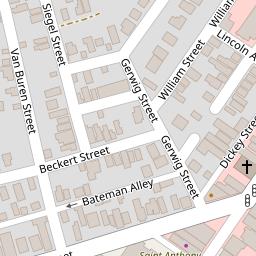 Siegel Street
Van Buren Street
William
Lincoln A
William Street
Gerwig Street
Dickey Stre
Beckert Street
Gerwig Street
Bateman Alley
Saint Anthony